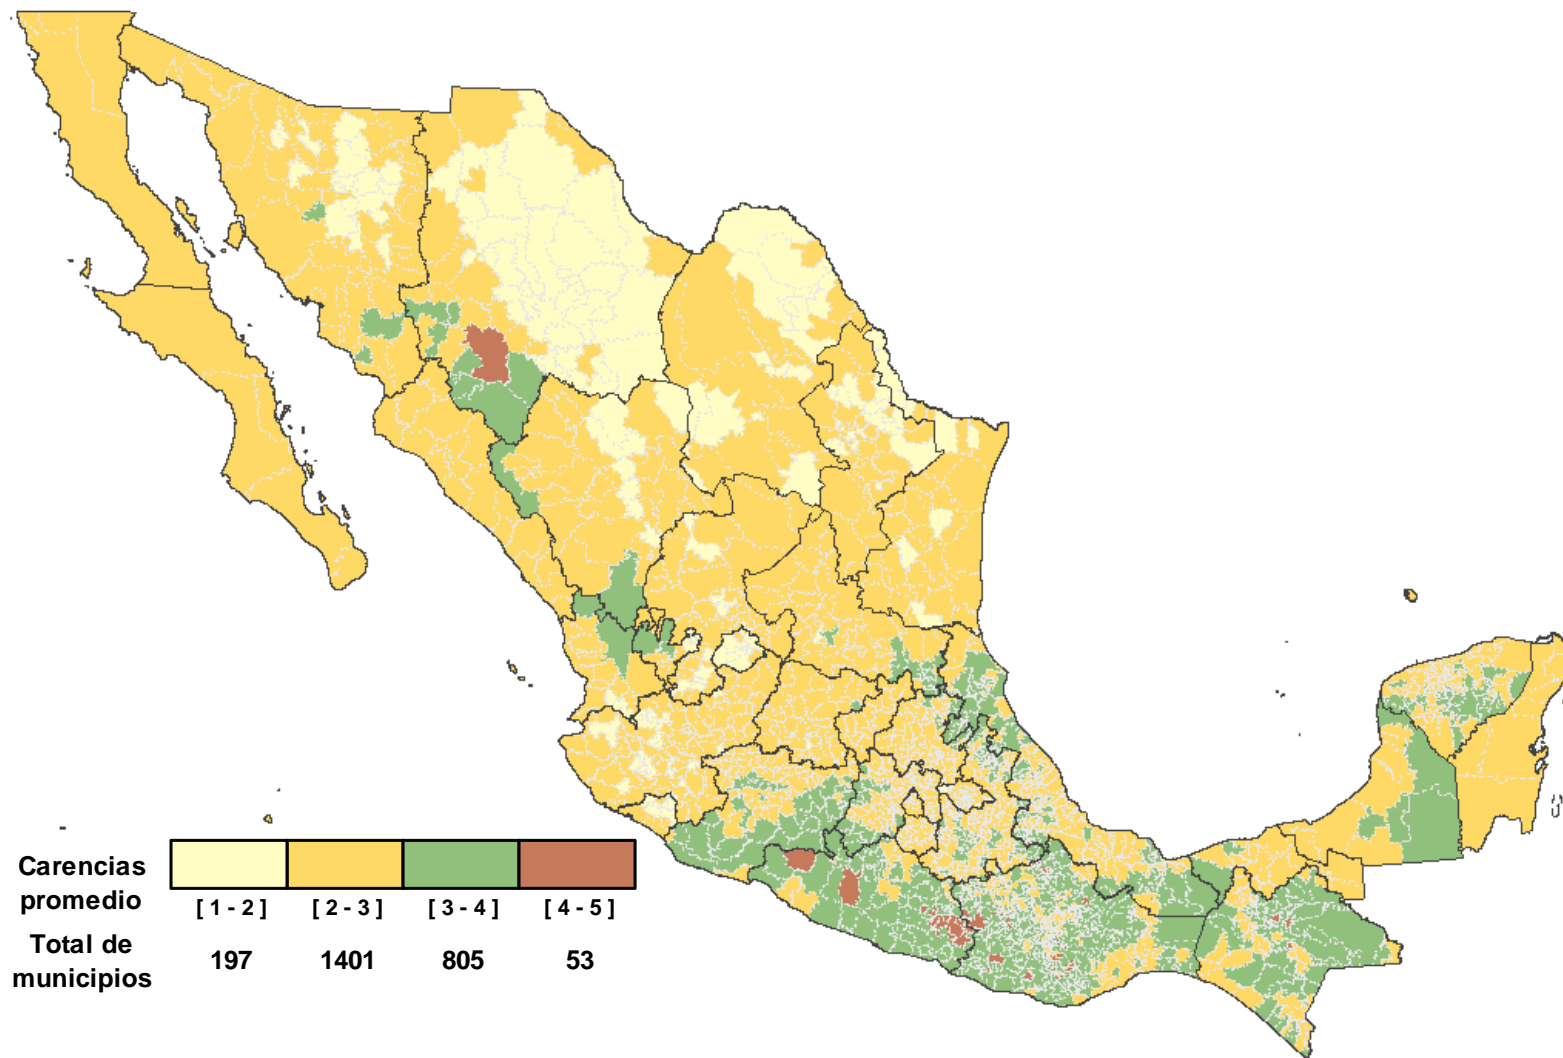 Carencias
promedio
[ 1 - 2 ] [ 2 - 3 ] [ 3 - 4 ] [ 4 - 5 ]
Total de
municipios
197 1401 805 53